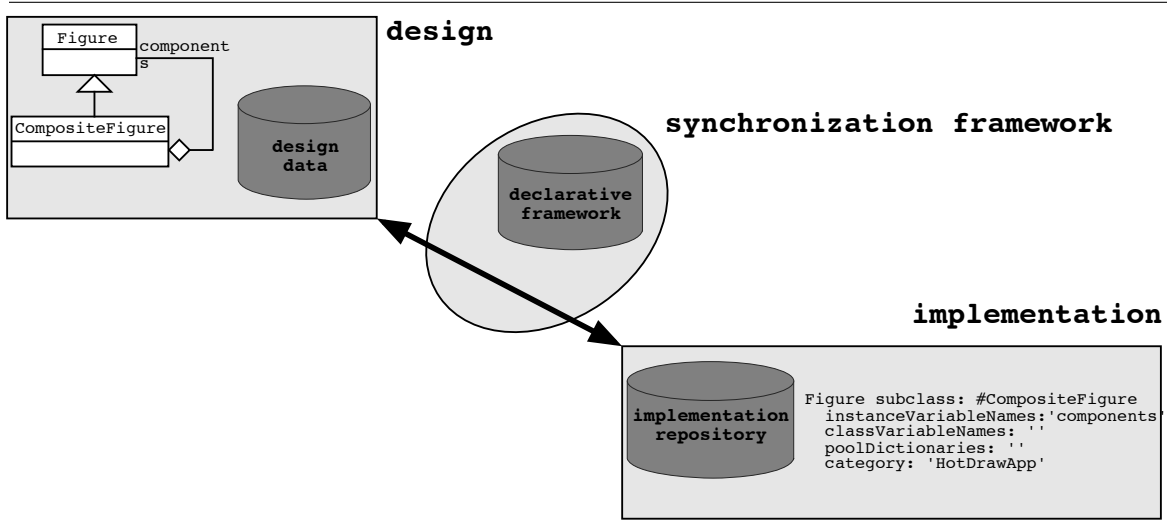 design
Figure
component
s
CompositeFigure
design
data
synchronization framework
declarative
framework
implementation
implementation
repository
Figure subclass: #CompositeFigure
instanceVariableNames:'components'
classVariableNames: ''
poolDictionaries: ''
category: 'HotDrawApp'